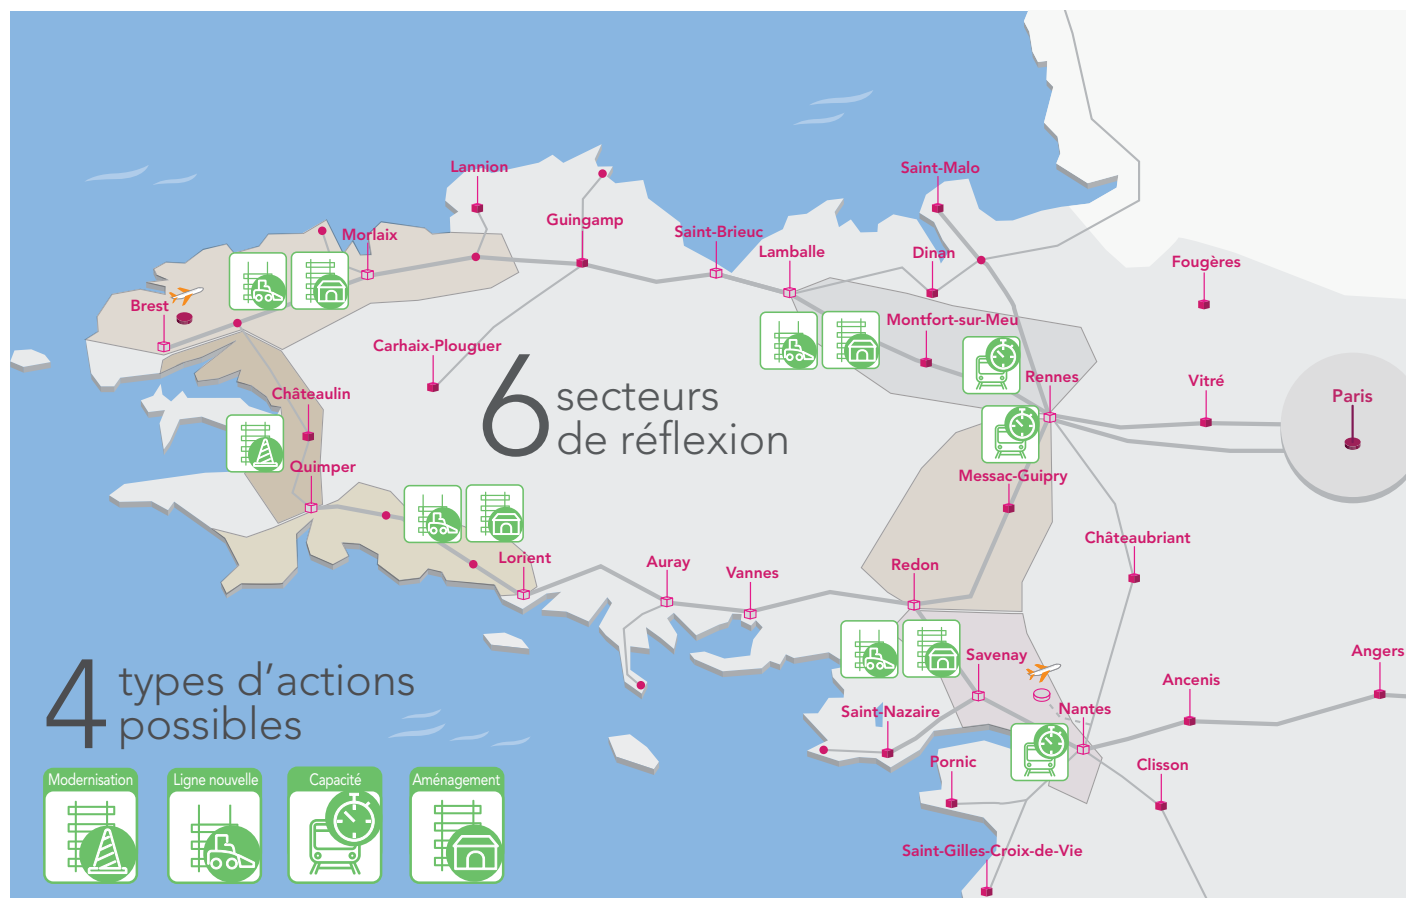 Lannion
Saint-Malo
Guingamp
Morlaix
Saint-Brieuc
Lamballe
Dinan
Fougères
Brest
Montfort-sur-Meu
Carhaix-Plouguer
Rennes
Vitré
Paris
Châteaulin
6 secteurs
de réflexion
Quimper
Messac-Guipry
Châteaubriant
Lorient
Auray
Vannes
Redon
Savenay
Angers
Ancenis
4 types d'actions
possibles
Saint-Nazaire
Nantes
Pornic
Clisson
Modernisation
Ligne nouvelle
Capacité
Aménagement
Saint-Gilles-Croix-de-Vie